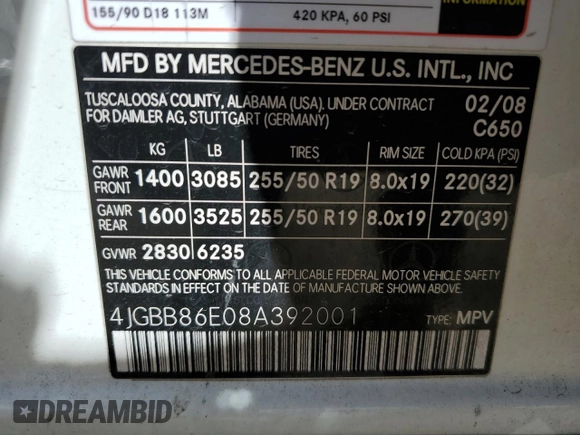 155/90 D18 113M 420 KPA, 60 PSI
INFORMATION
MFD BY MERCEDES-BENZ U.S. INTL., INC
TUSCALOOSA COUNTY, ALABAMA (USA). UNDER CONTRACT 02/08
FOR DAIMLER AG, STUTTGART (GERMANY) C650
KG LB TIRES RIM SIZE COLD KPA (PSI)
GAWR FRONT 1400 3085 255/50 R19 8.0x19 220(32)
GAWR REAR 1600 3525 255/50 R19 8.0x19 270(39)
GVWR 2830 6235
THIS VEHICLE CONFORMS TO ALL APPLICABLE FEDERAL MOTOR VEHICLE SAFETY
STANDARDS IN EFFECT ON THE DATE OF MANUFACTURE SHOWN ABOVE.
4JGBB86E08A392001 TYPE: MPV
DREAMBID